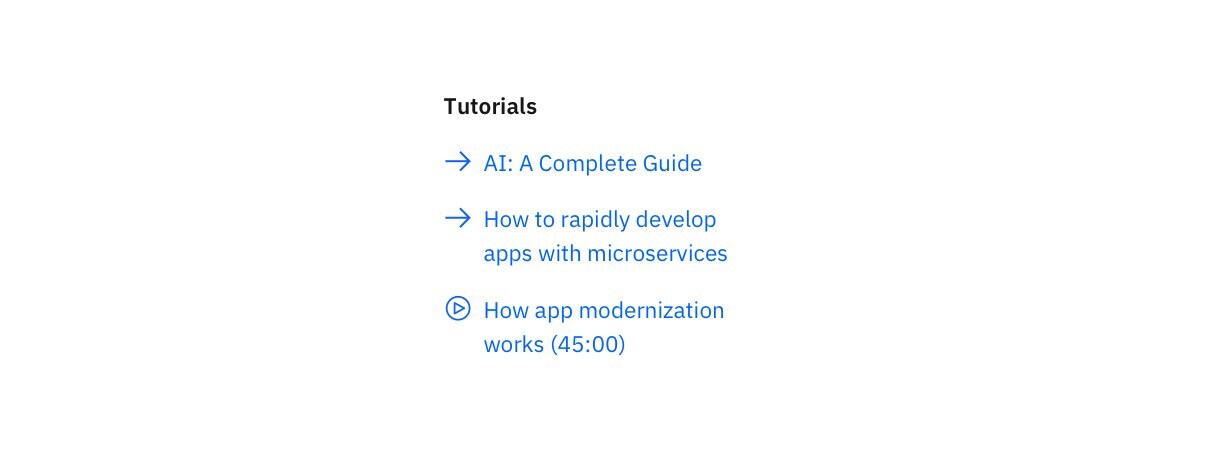 Tutorials
AI: A Complete Guide
How to rapidly develop
apps with microservices
How app modernization
works (45:00)